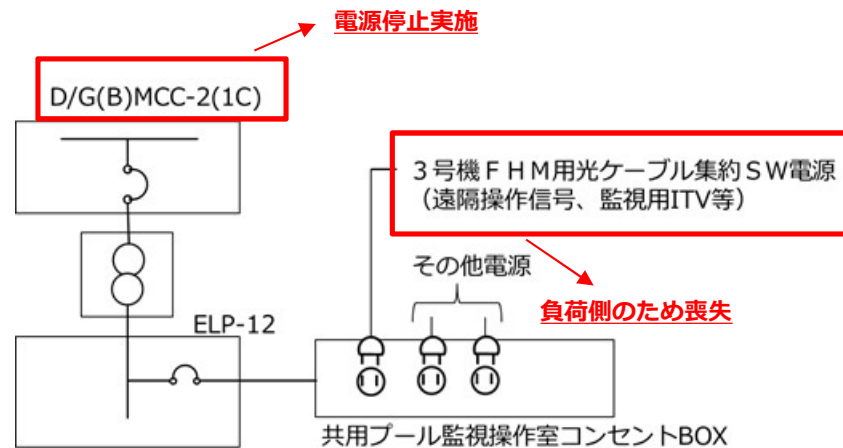 電源停止実施
D/G(B)MCC-2(1C)
3号機FHM用光ケーブル集約SW電源
（遠隔操作信号、監視用ITV等）
その他電源
負荷側のため喪失
ELP-12
共用プール監視操作室コンセントBOX